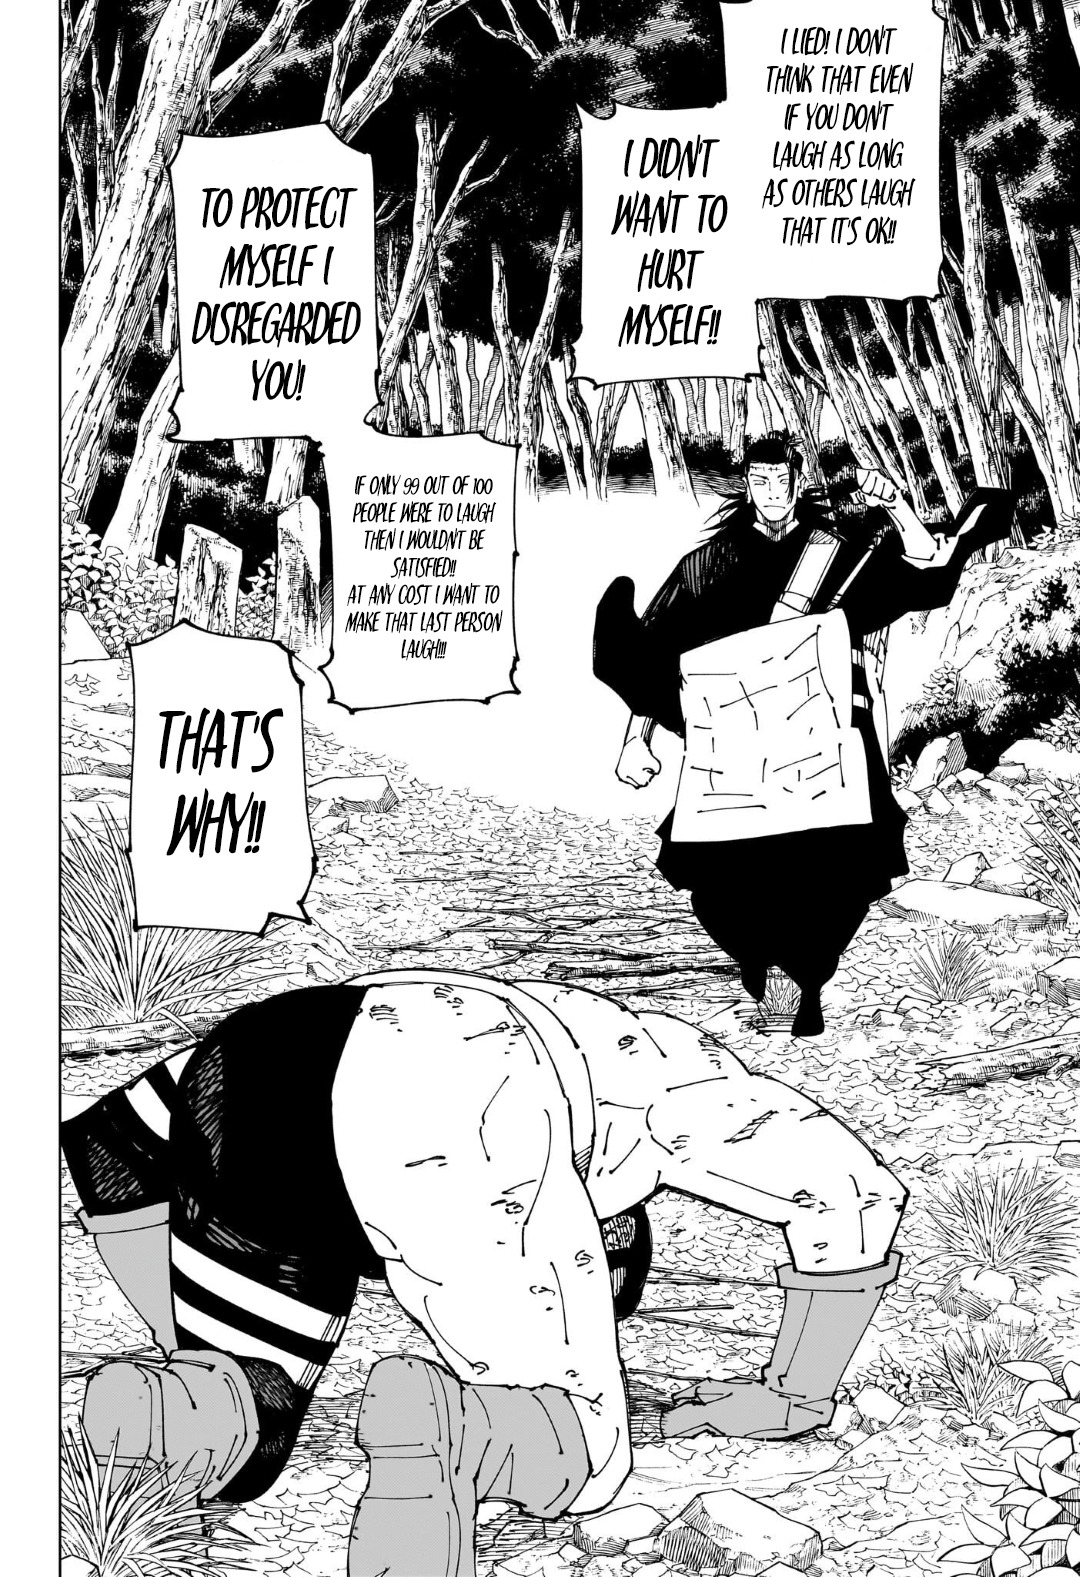 I LIED! I DON'T
THINK THAT EVEN
IF YOU DON'T
LAUGH AS LONG
AS OTHERS LAUGH
THAT IT'S OK!!
I DIDN'T
WANT TO
HURT
MYSELF!!
TO PROTECT
MYSELF I
DISREGARDED
YOU!
IF ONLY 99 OUT OF 100
PEOPLE WERE TO LAUGH
THEN I WOULDN'T BE
SATISFIED!!
AT ANY COST I WANT TO
MAKE THAT LAST PERSON
LAUGH!!!
THAT'S
WHY!!